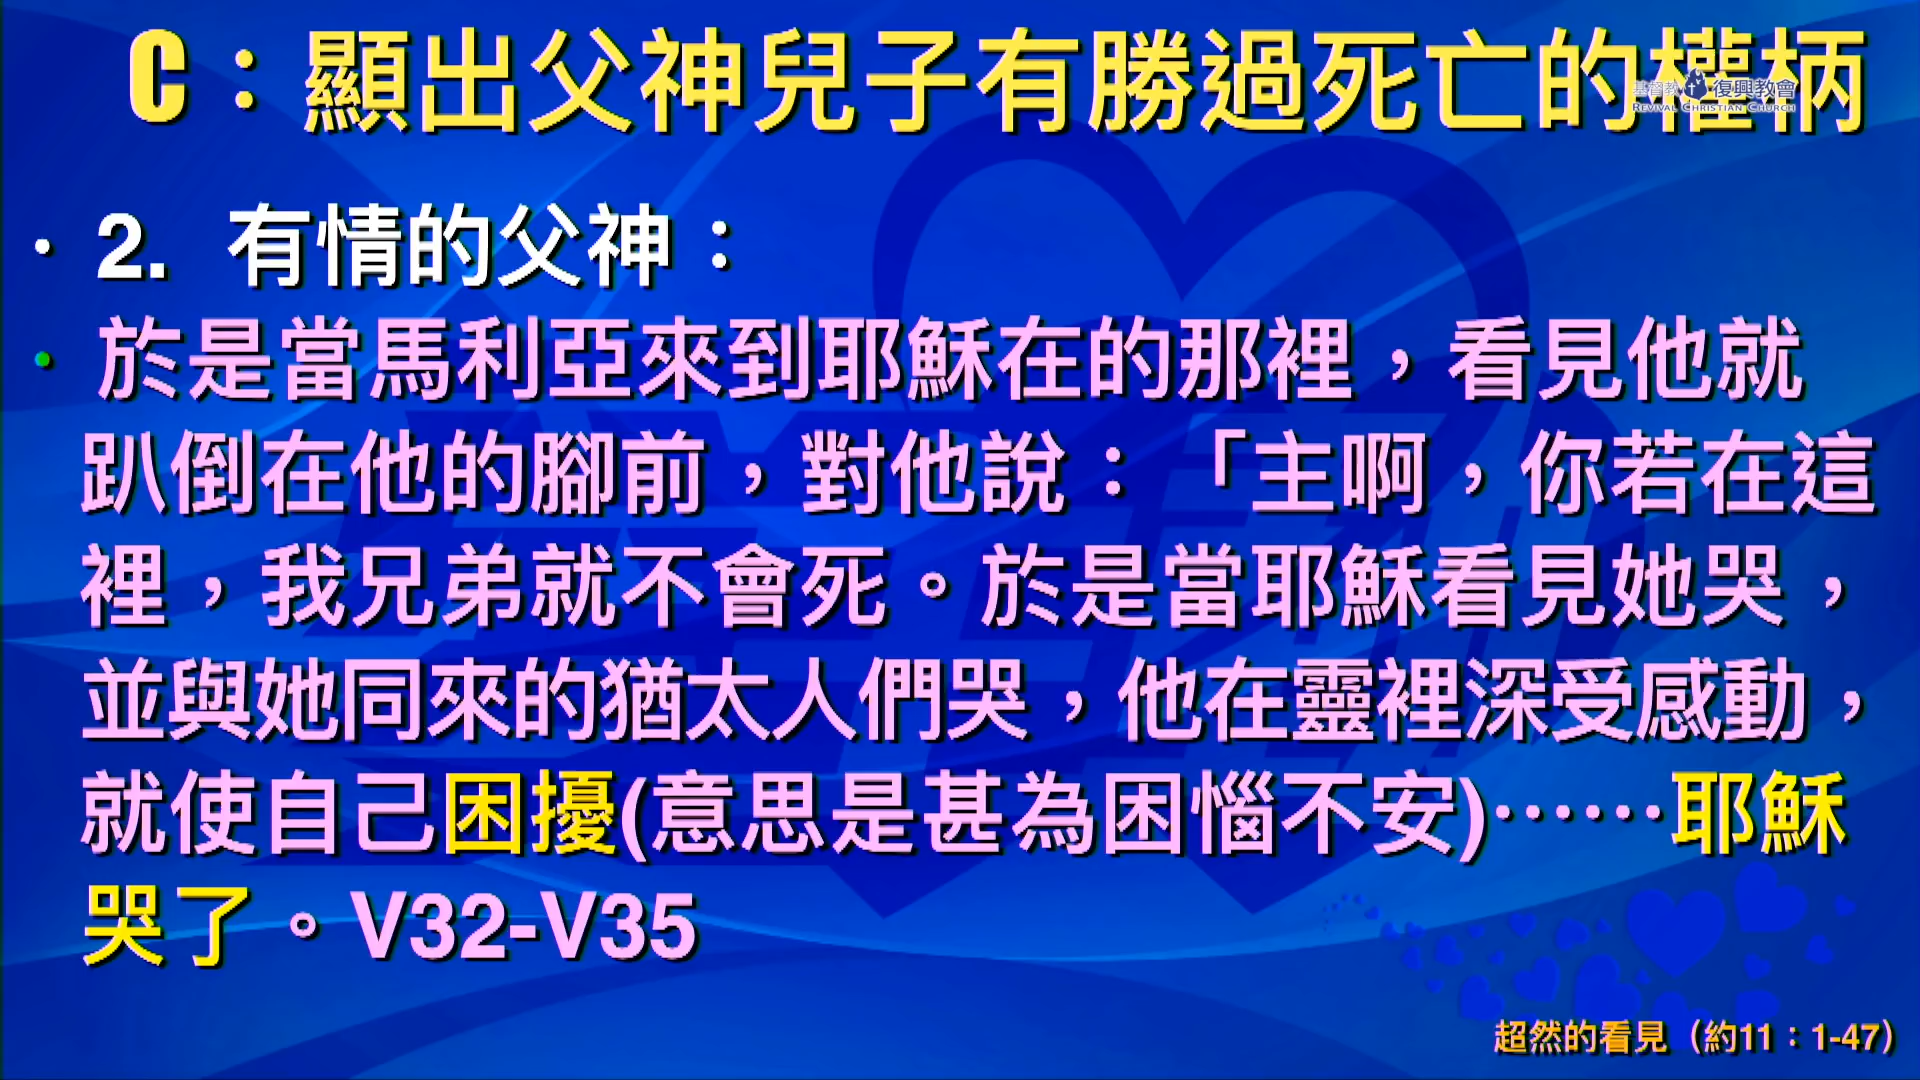 C：顯出父神兒子有勝過死亡的權柄
基督教 復興教會
REVIVAL CHRISTIAN CHURCH
· 2. 有情的父神：
· 於是當馬利亞來到耶穌在的那裡，看見他就
趴倒在他的腳前，對他說：「主啊，你若在這
裡，我兄弟就不會死。於是當耶穌看見她哭，
並與她同來的猶太人們哭，他在靈裡深受感動，
就使自己困擾(意思是甚為困惱不安)⋯⋯耶穌
哭了。V32-V35
超然的看見（約11：1-47）